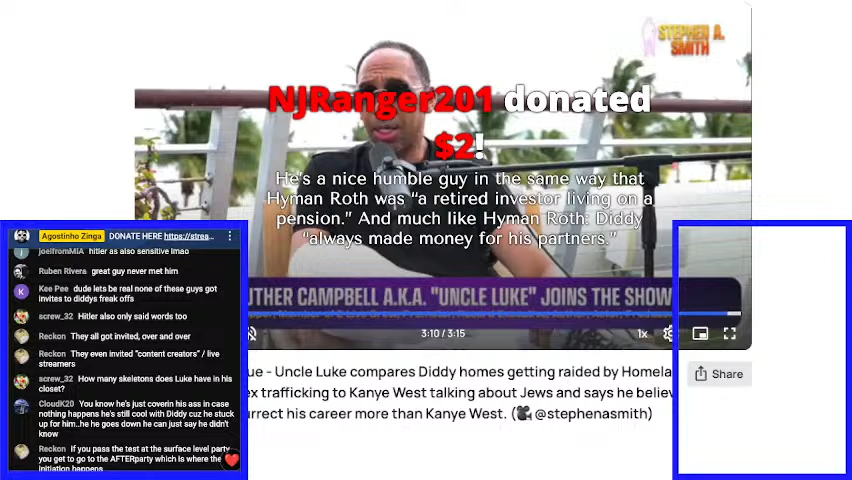 STEPHEN A.
SMITH
NJRanger201 donated
$2!
He's a nice humble guy in the same way that
Hyman Roth was “a retired investor living on a
pension.” And much like Hyman Roth: Diddy
“always made money for his partners.”
UTHER CAMPBELL A.K.A. "UNCLE LUKE" JOINS THE SHOW
3:10 / 3:15
1x
Share
ue - Uncle Luke compares Diddy homes getting raided by Homela
ex trafficking to Kanye West talking about Jews and says he believ
urrect his career more than Kanye West. (🎥 @stephenasmith)
Agostinho Zinga DONATE HERE https://strea...
joelfromMIA hitler as also sensitive lmao
Ruben Rivera great guy never met him
K
Kee Pee dude lets be real none of these guys got
invites to diddys freak offs
screw_32 Hitler also only said words too
Reckon They all got invited, over and over
Reckon They even invited "content creators" / live
streamers
screw_32 How many skeletons does Luke have in his
closet?
CloudK20 You know he's just coverin his ass in case
nothing happens he's still cool with Diddy cuz he stuck
up for him..he he goes down he can just say he didn't
know
Reckon If you pass the test at the surface level party
you get to go to the AFTERparty which is where the
initiation happens